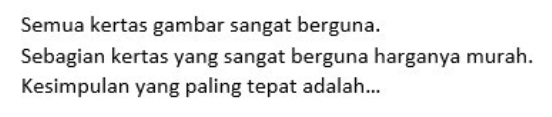 Semua kertas gambar sangat berguna.
Sebagian kertas yang sangat berguna harganya murah.
Kesimpulan yang paling tepat adalah...